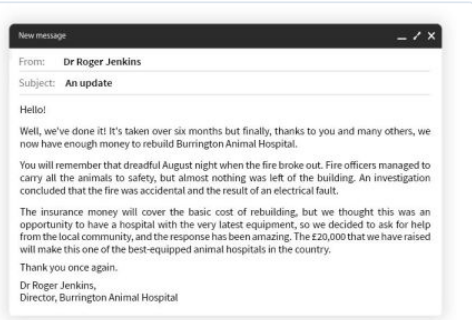 New message
From: Dr Roger Jenkins
Subject: An update
Hello!
Well, we've done it! It's taken over six months but finally, thanks to you and many others, we
now have enough money to rebuild Burrington Animal Hospital.
You will remember that dreadful August night when the fire broke out. Fire officers managed to
carry all the animals to safety, but almost nothing was left of the building. An investigation
concluded that the fire was accidental and the result of an electrical fault.
The insurance money will cover the basic cost of rebuilding, but we thought this was an
opportunity to have a hospital with the very latest equipment, so we decided to ask for help
from the local community, and the response has been amazing. The £20,000 that we have raised
will make this one of the best-equipped animal hospitals in the country.
Thank you once again.
Dr Roger Jenkins,
Director, Burrington Animal Hospital